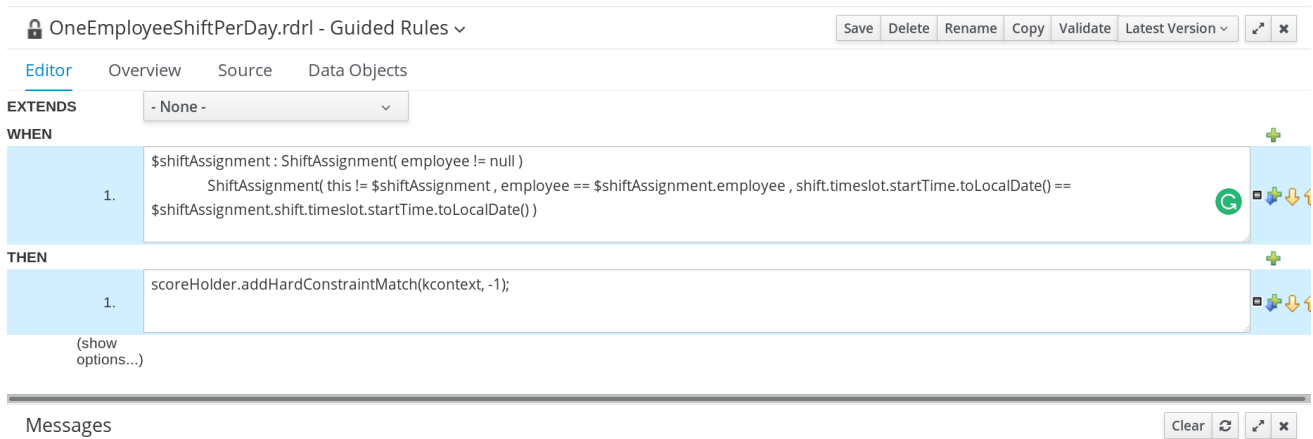 OneEmployeeShiftPerDay.rdrl - Guided Rules
Save Delete Rename Copy Validate Latest Version
Editor Overview Source Data Objects
EXTENDS - None -
WHEN
1. $shiftAssignment : ShiftAssignment( employee != null )
ShiftAssignment( this != $shiftAssignment , employee == $shiftAssignment.employee , shift.timeslot.startTime.toLocalDate() ==
$shiftAssignment.shift.timeslot.startTime.toLocalDate() )
THEN
1. scoreHolder.addHardConstraintMatch(kcontext, -1);
(show
options...)
Messages Clear